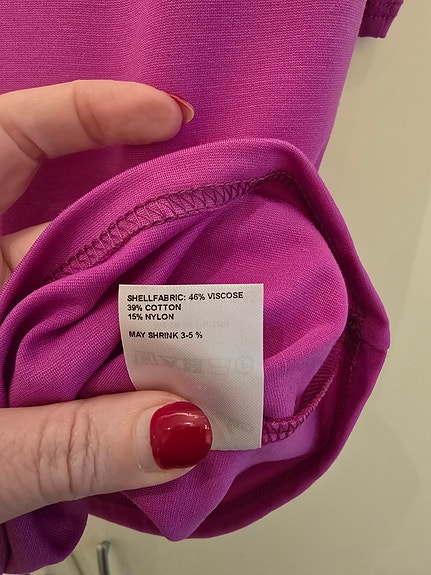 SHELLFABRIC: 46% VISCOSE
39% COTTON
15% NYLON
MAY SHRINK 3-5 %